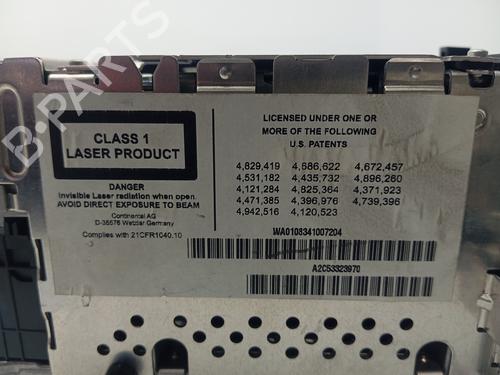 B-PARTS
CLASS 1
LASER PRODUCT
DANGER
Invisible Laser radiation when open.
AVOID DIRECT EXPOSURE TO BEAM
Continental AG
D-35576 Wetzlar Germany
Complies with 21CFR1040.10
LICENSED UNDER ONE OR
MORE OF THE FOLLOWING
U.S. PATENTS
4,829,419 4,686,622 4,672,457
4,531,182 4,435,732 4,896,260
4,121,284 4,825,364 4,371,923
4,471,385 4,396,976 4,739,396
4,942,516 4,120,523
WA0108341007204
A2C53323970